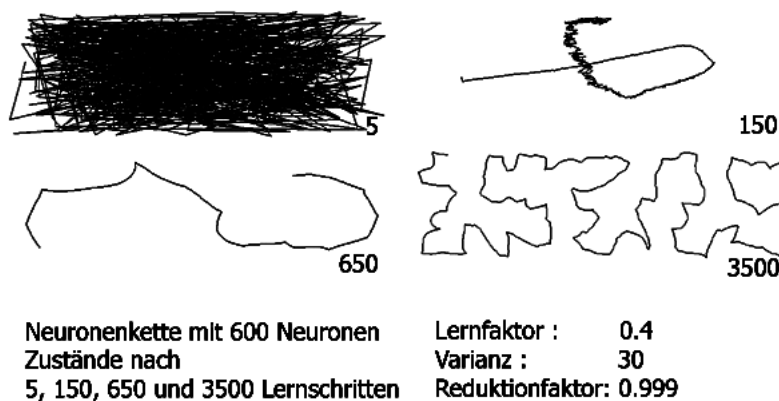 5
150
650
3500
Neuronenkette mit 600 Neuronen
Zustände nach
5, 150, 650 und 3500 Lernschritten
Lernfaktor : 0.4
Varianz : 30
Reduktionfaktor: 0.999